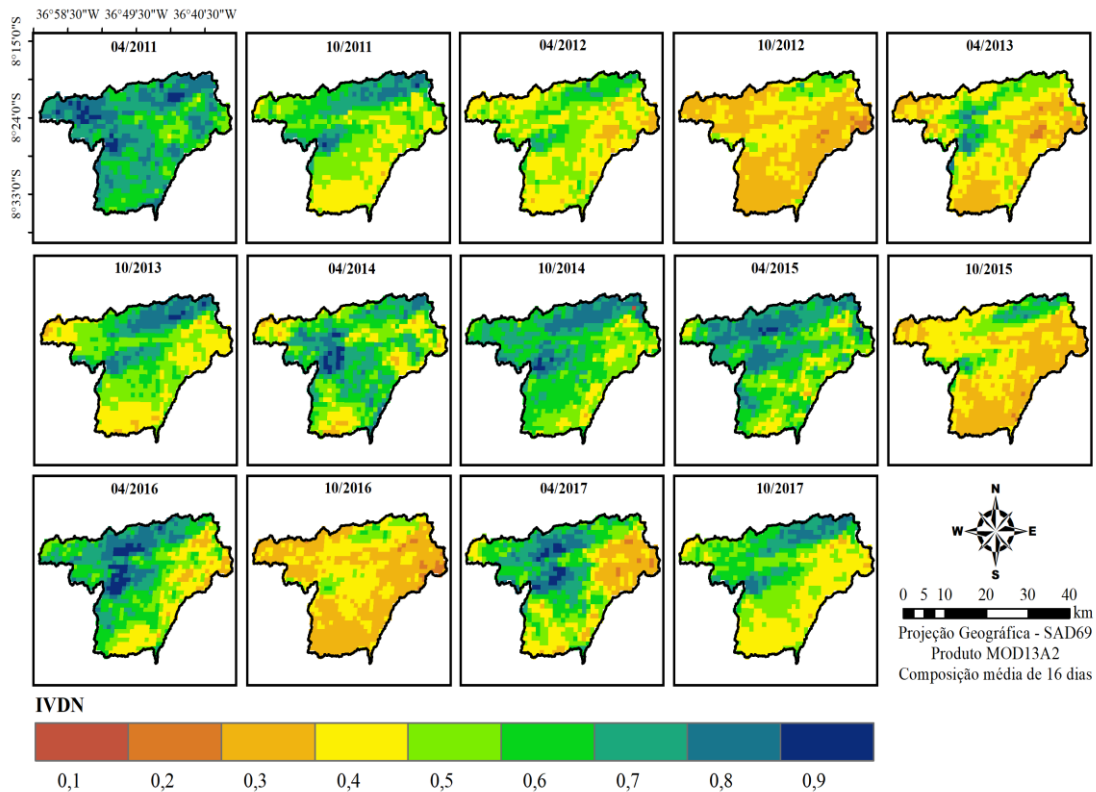 36°58'30"W 36°49'30"W 36°40'30"W
8°15'0"S
8°24'0"S
8°33'0"S
04/2011
10/2011
04/2012
10/2012
04/2013
10/2013
04/2014
10/2014
04/2015
10/2015
04/2016
10/2016
04/2017
10/2017
N
W
E
S
0 5 10 20 30 40
km
Projeção Geográfica - SAD69
Produto MOD13A2
Composição média de 16 dias
IVDN
0,1 0,2 0,3 0,4 0,5 0,6 0,7 0,8 0,9